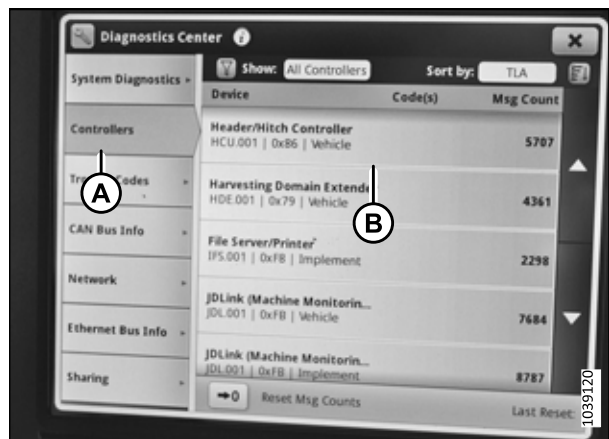 Diagnostics Center
System Diagnostics
Show: All Controllers Sort by: TLA
Device Code(s) Msg Count
Controllers
Header/Hitch Controller
HCU.001 | 0x86 | Vehicle 5707
A
Codes
Harvesting Domain
HDE.001 | 0x79 | Vehicle 4361
B
CAN Bus Info
File Server/Printer
IFS.001 | 0xFB | Implement 2298
Network
JDLink (Machine Monitorin...
JDL.001 | 0xFB | Vehicle 7684
Ethernet Bus Info
JDLink (Machine Monitorin...
JDL.001 | 0xFB | Implement 8787
Sharing
→0 Reset Msg Counts Last Reset:
1039120